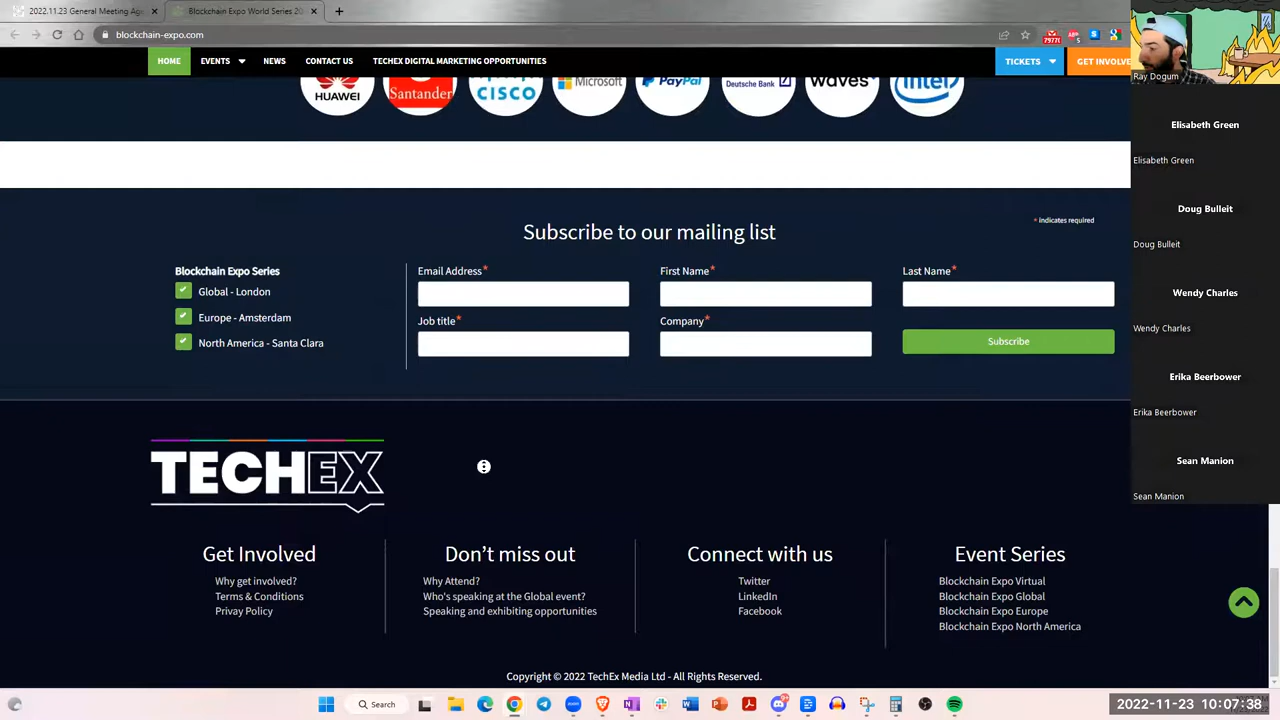 2022.11.23 General Meeting Age
Blockchain Expo World Series 20
blockchain-expo.com
HOME
EVENTS
NEWS
CONTACT US
TECHEX DIGITAL MARKETING OPPORTUNITIES
TICKETS
GET INVOLVE
HUAWEI
Santander
CISCO
Microsoft
PayPal
Deutsche Bank
waves
intel
Subscribe to our mailing list
* indicates required
Blockchain Expo Series
Global - London
Europe - Amsterdam
North America - Santa Clara
Email Address*
First Name*
Last Name*
Job title*
Company*
Subscribe
TECHEX
Get Involved
Why get involved?
Terms & Conditions
Privay Policy
Don't miss out
Why Attend?
Who's speaking at the Global event?
Speaking and exhibiting opportunities
Connect with us
Twitter
LinkedIn
Facebook
Event Series
Blockchain Expo Virtual
Blockchain Expo Global
Blockchain Expo Europe
Blockchain Expo North America
Copyright © 2022 TechEx Media Ltd - All Rights Reserved.
Ray Dogum
Elisabeth Green
Elisabeth Green
Doug Bulleit
Doug Bulleit
Wendy Charles
Wendy Charles
Erika Beerbower
Erika Beerbower
Sean Manion
Sean Manion
Search
2022-11-23 10:07:38